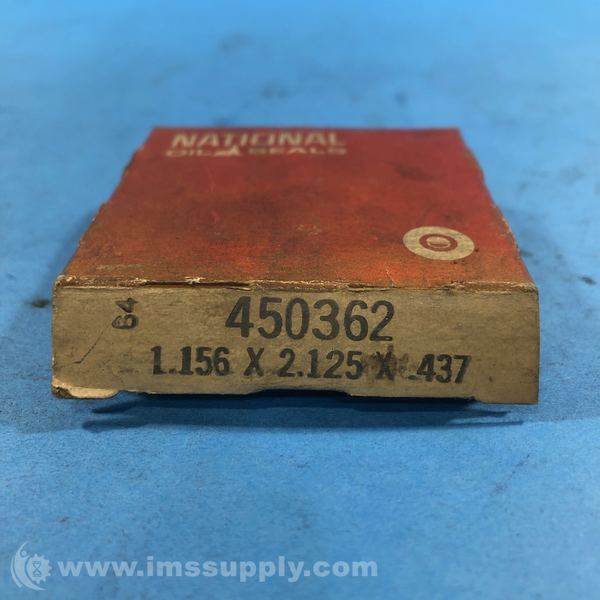 NATIONAL
OIL SEALS
64
450362
1.156 X 2.125 X .437
www.imssupply.com